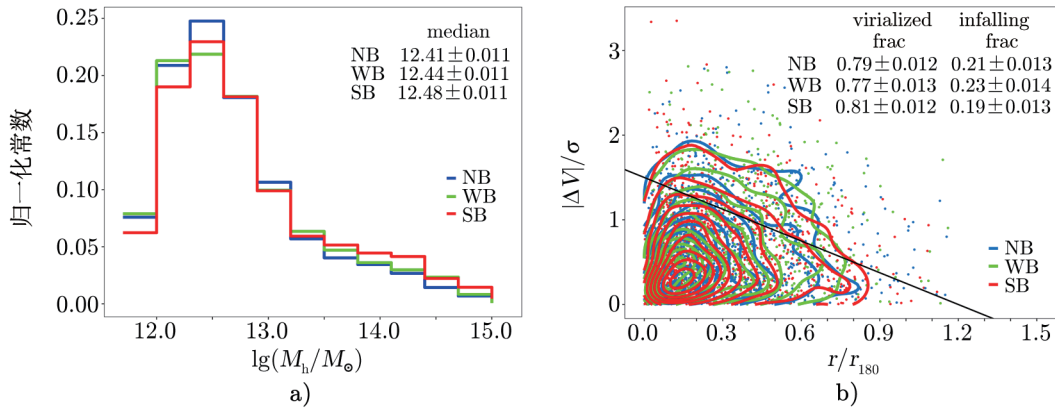 median
NB 12.41±0.011
WB 12.44±0.011
SB 12.48±0.011
归一化常数
0.25
0.20
0.15
0.10
0.05
0.00
NB
WB
SB
12.0 13.0 14.0 15.0
lg(Mh/M⊙)
a)
virialized infalling
frac frac
NB 0.79±0.012 0.21±0.013
WB 0.77±0.013 0.23±0.014
SB 0.81±0.012 0.19±0.013
|ΔV|/σ
3
2
1
0
NB
WB
SB
0.0 0.3 0.6 0.9 1.2 1.5
r/r180
b)